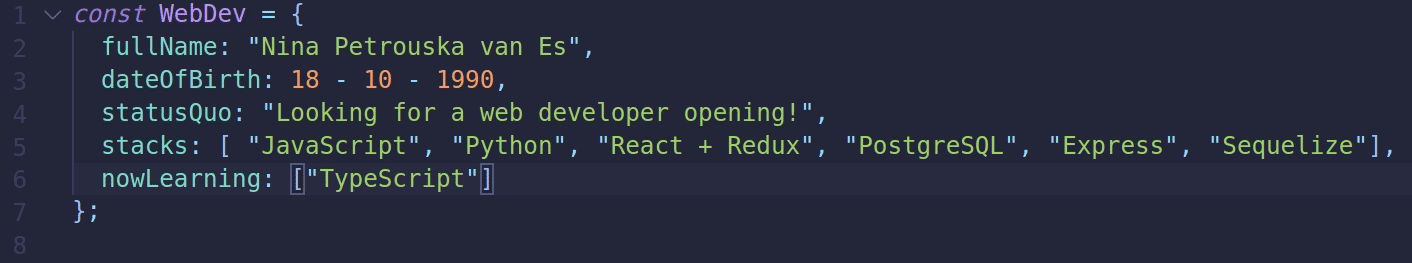 1 const WebDev = {
2 fullName: "Nina Petrouska van Es",
3 dateOfBirth: 18 - 10 - 1990,
4 statusQuo: "Looking for a web developer opening!",
5 stacks: [ "JavaScript", "Python", "React + Redux", "PostgreSQL", "Express", "Sequelize"],
6 nowLearning: ["TypeScript"]
7 };
8